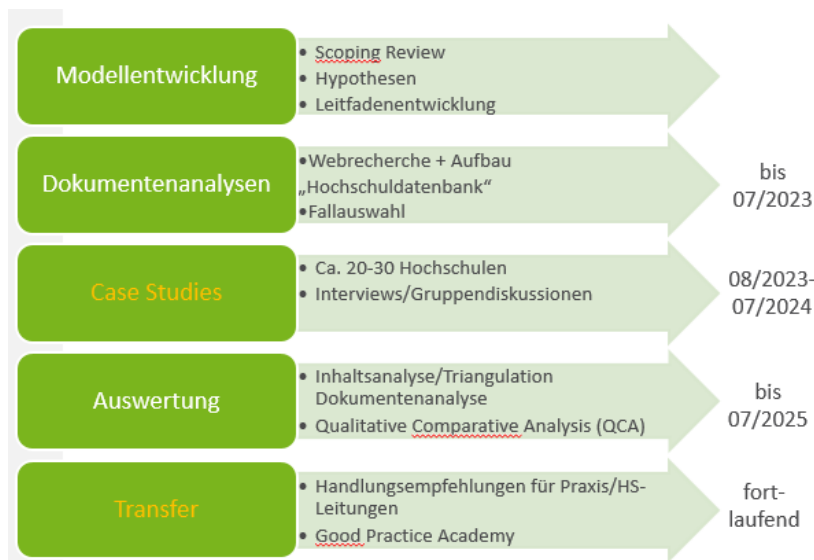 Modellentwicklung
• Scoping Review
• Hypothesen
• Leitfadenentwicklung
Dokumentenanalysen
•Webrecherche + Aufbau
„Hochschuldatenbank“
•Fallauswahl
bis
07/2023
Case Studies
• Ca. 20-30 Hochschulen
• Interviews/Gruppendiskussionen
08/2023-
07/2024
Auswertung
• Inhaltsanalyse/Triangulation
Dokumentenanalyse
• Qualitative Comparative Analysis (QCA)
bis
07/2025
Transfer
• Handlungsempfehlungen für Praxis/HS-
Leitungen
• Good Practice Academy
fort-
laufend